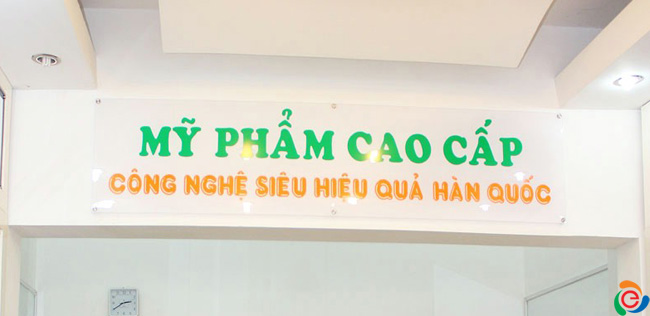 MỸ PHẨM CAO CẤP
CÔNG NGHỆ SIÊU HIỆU QUẢ HÀN QUỐC